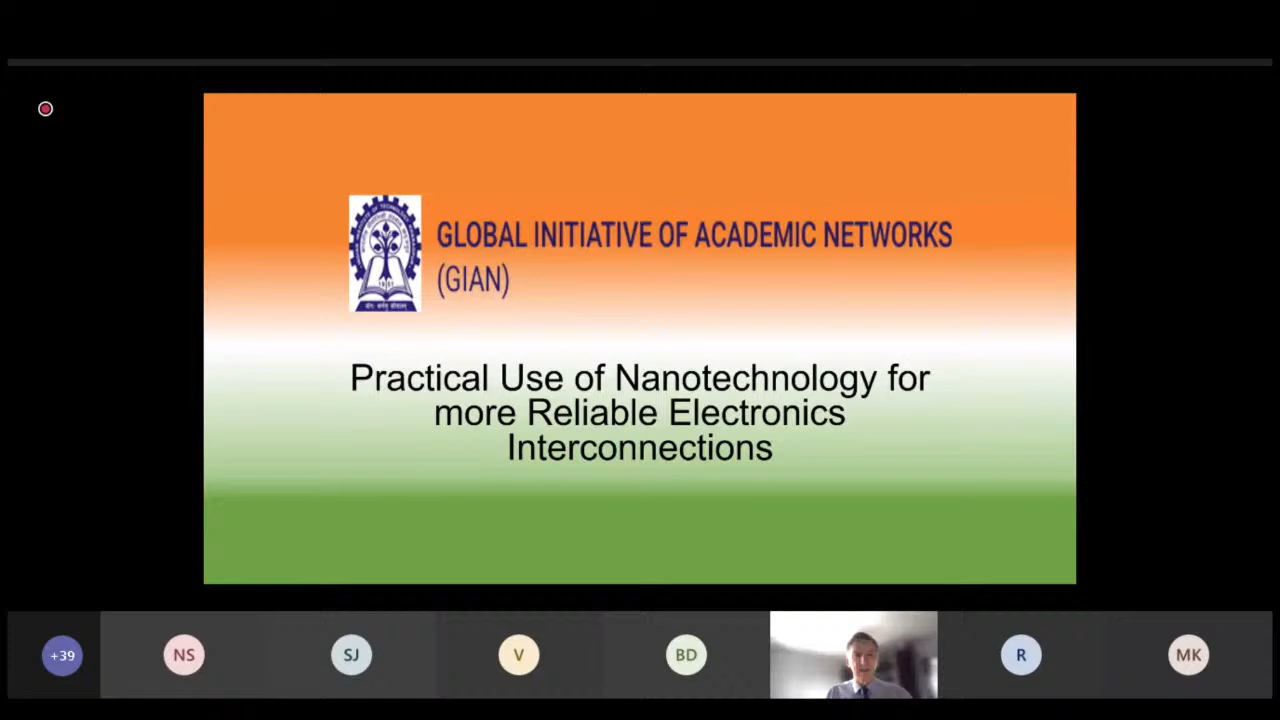 GLOBAL INITIATIVE OF ACADEMIC NETWORKS
(GIAN)
Practical Use of Nanotechnology for
more Reliable Electronics
Interconnections
+39
NS
SJ
V
BD
R
MK